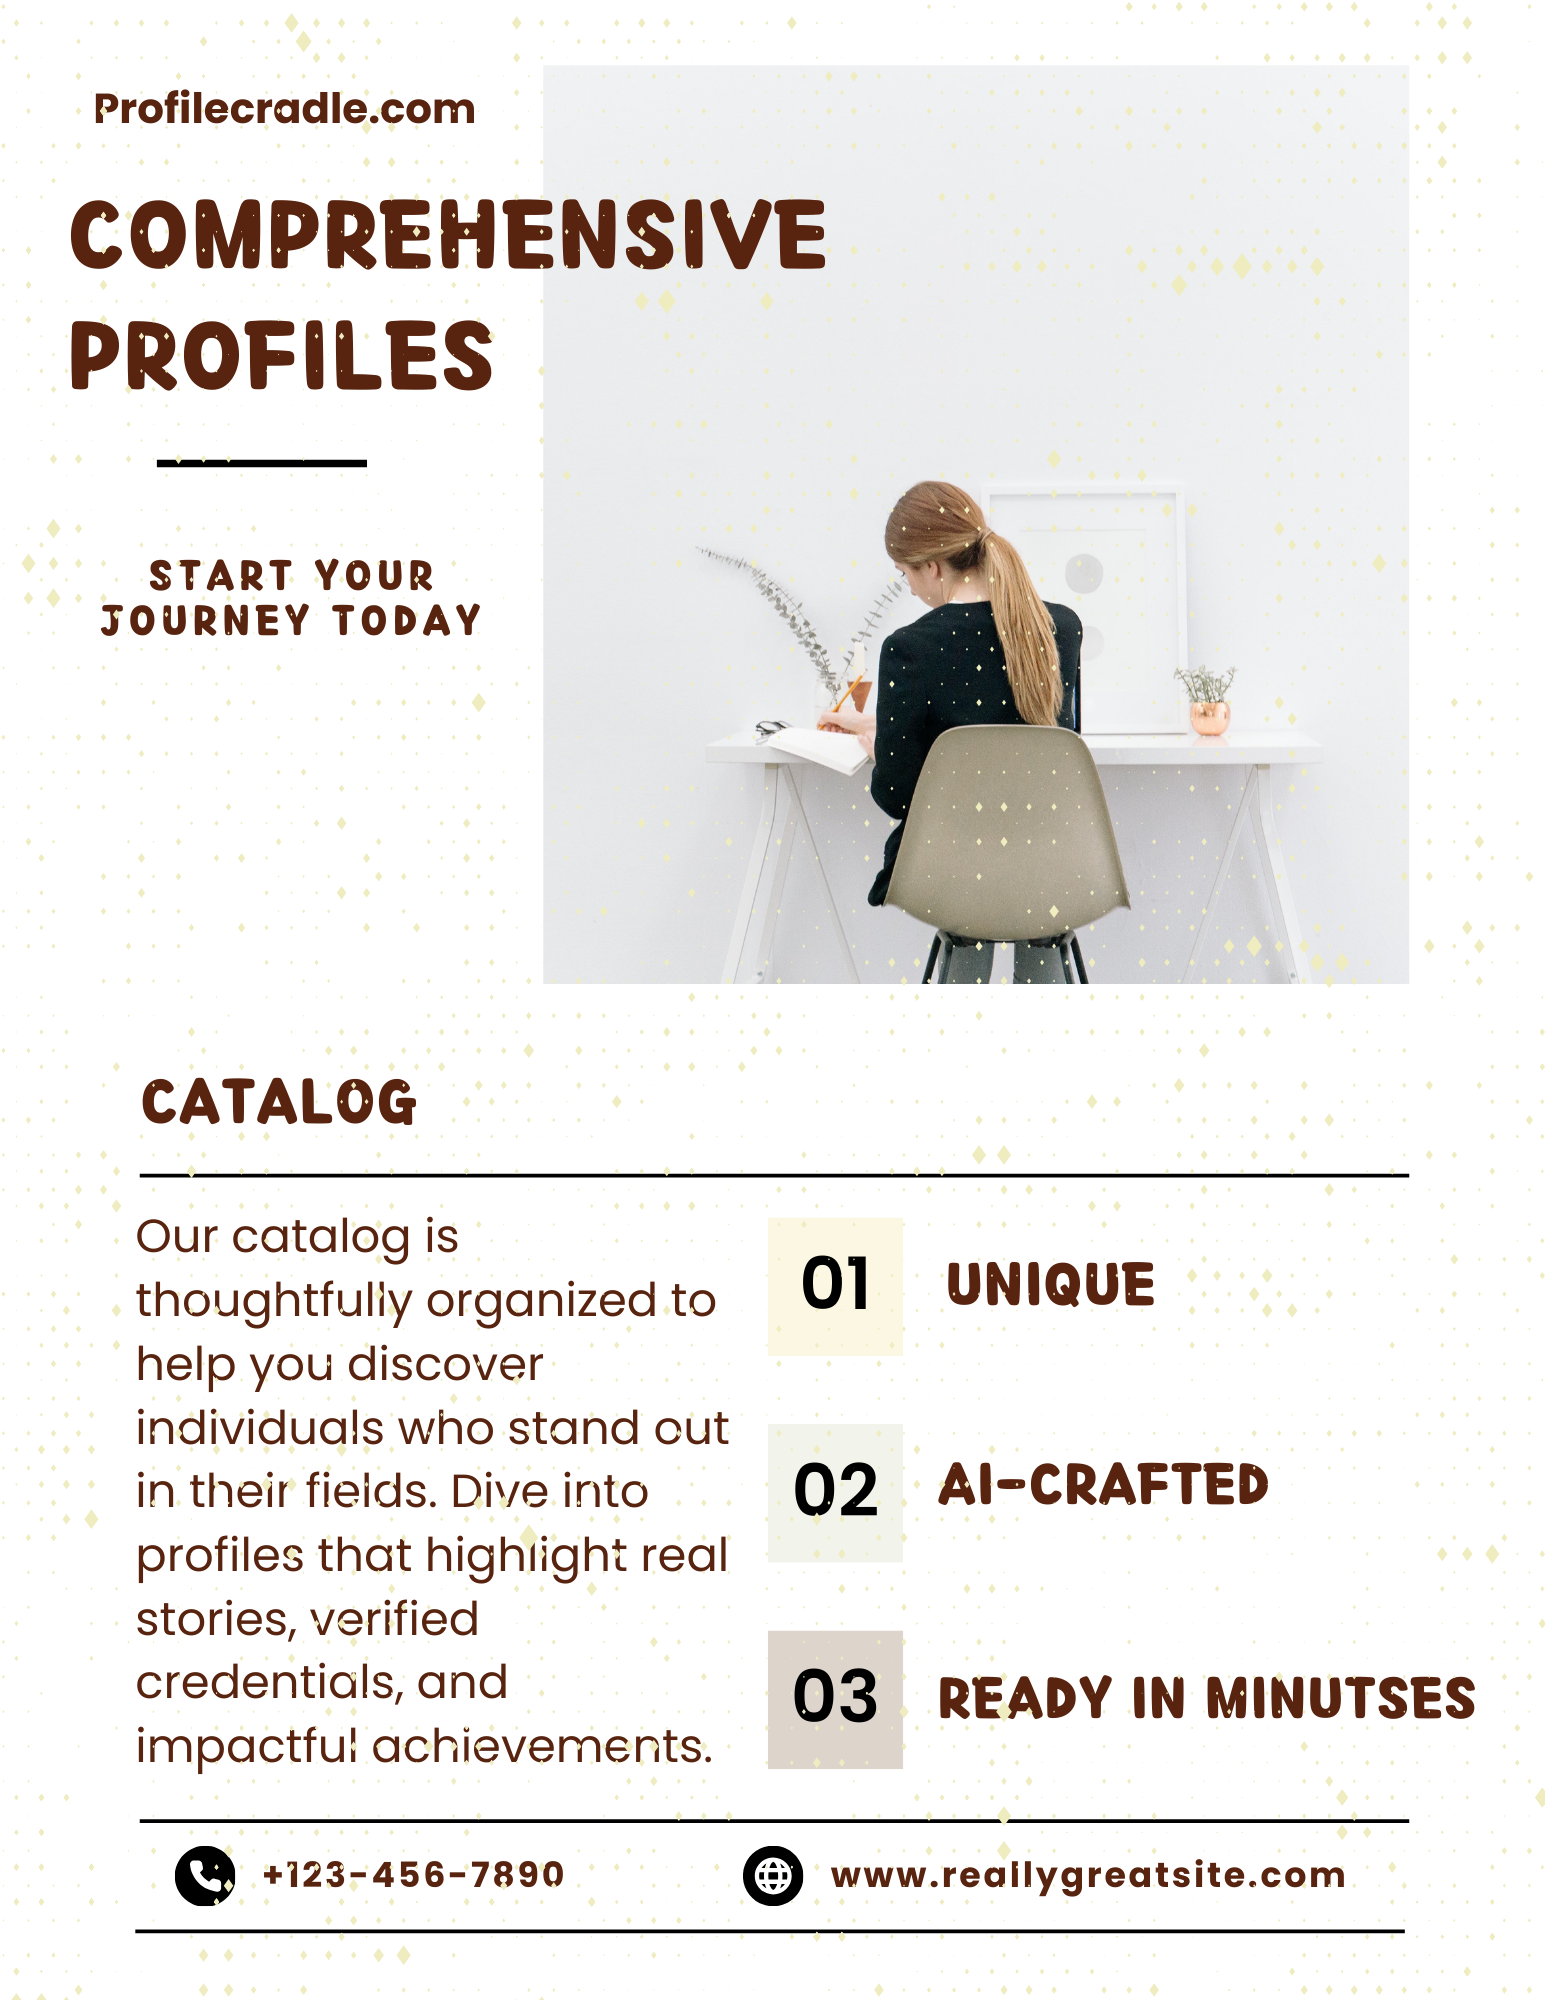 Profilecradle.com
COMPREHENSIVE
PROFILES
START YOUR
JOURNEY TODAY
CATALOG
Our catalog is
thoughtfully organized to
help you discover
individuals who stand out
in their fields. Dive into
profiles that highlight real
stories, verified
credentials, and
impactful achievements.
01 UNIQUE
02 AI-CRAFTED
03 READY IN MINUTSES
+123-456-7890
www.reallygreatsite.com